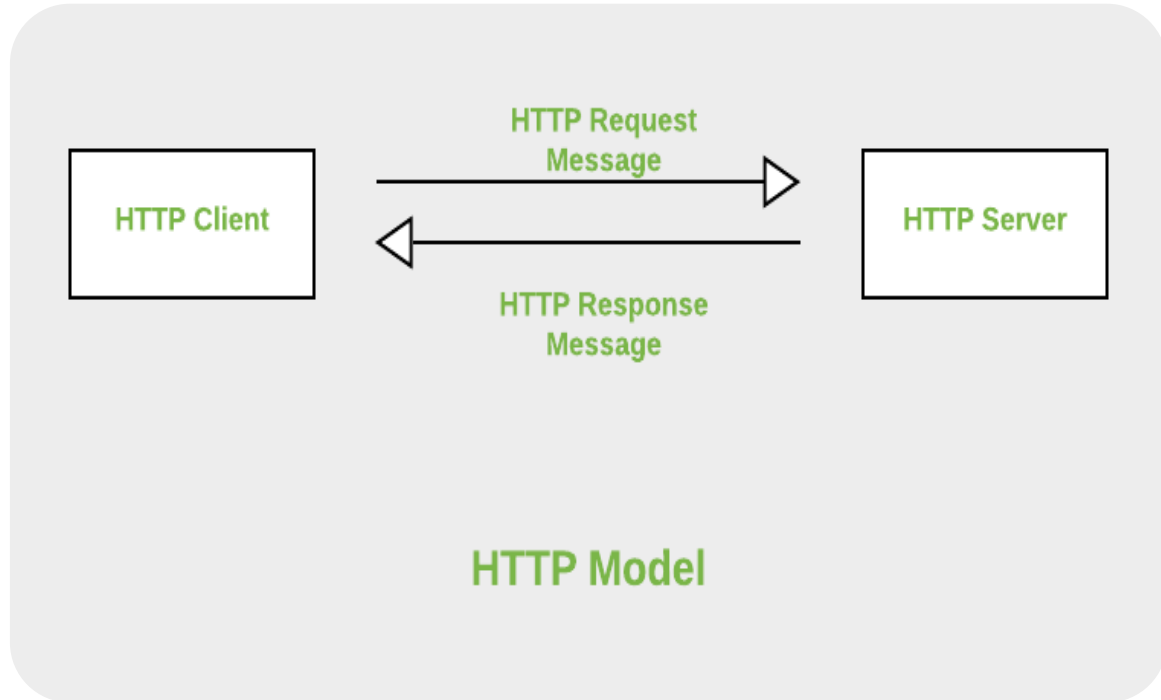 HTTP Request
Message
HTTP Client
HTTP Server
HTTP Response
Message
HTTP Model